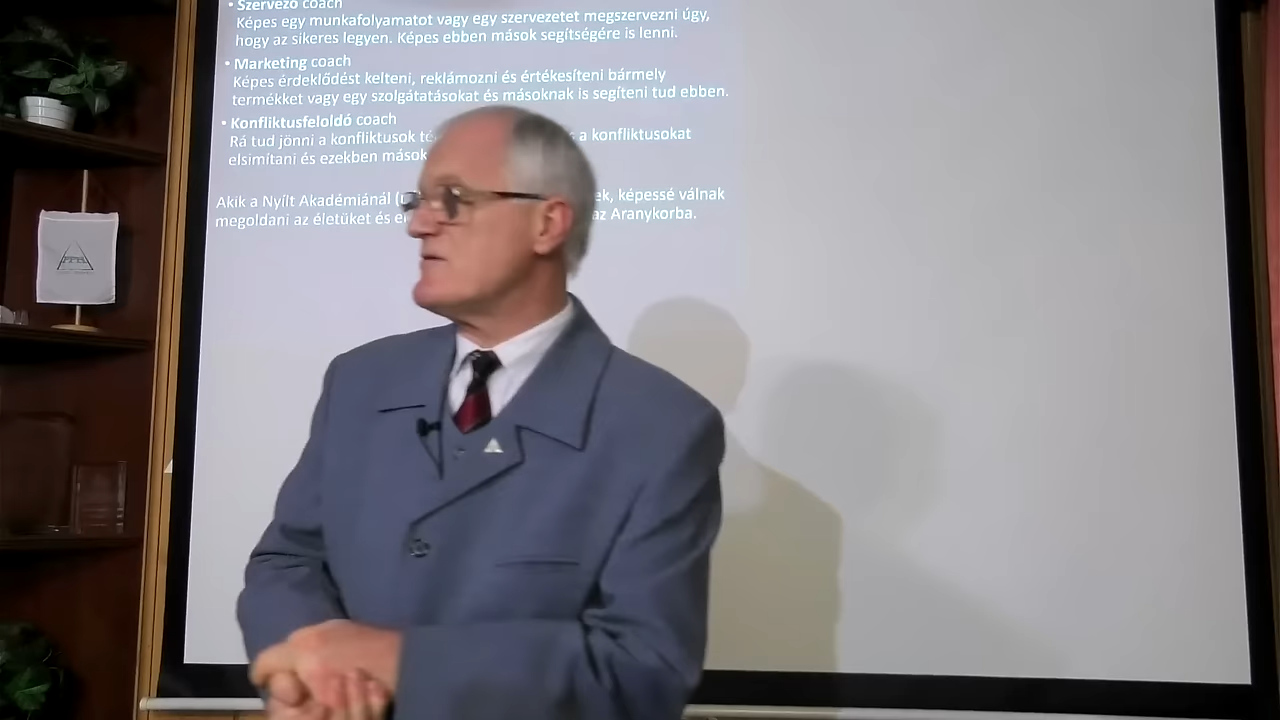 • Szervező coach
Képes egy munkafolyamatot vagy egy szervezetet megszervezni úgy,
hogy az sikeres legyen. Képes ebben mások segítségére is lenni.
• Marketing coach
Képes érdeklődést kelteni, reklámozni és értékesíteni bármely
termékket vagy egy szolgátatásokat és másoknak is segíteni tud ebben.
• Konfliktusfeloldó coach
Rá tud jönni a konfliktusok a konfliktusokat
elsimítani és ezekben mások
Akik a Nyílt Akadémiánál képessé válnak
megoldani az életüket és az Aranykorba.